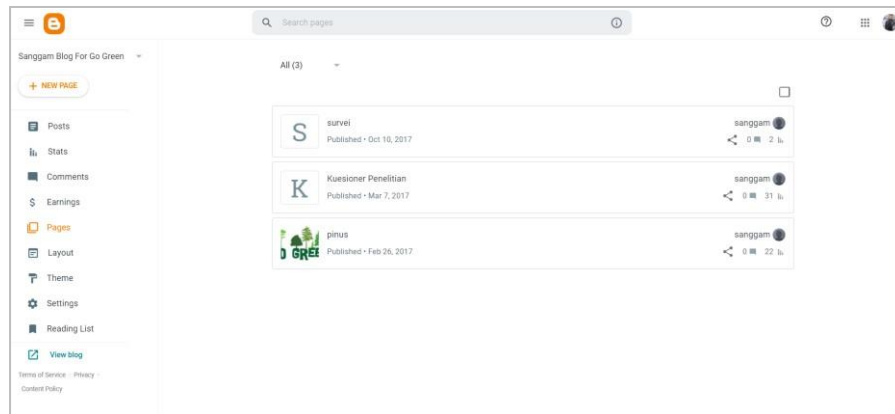 Search pages
Sanggam Blog For Go Green
+ NEW PAGE
Posts
Stats
Comments
Earnings
Pages
Layout
Theme
Settings
Reading List
View blog
Terms of Service · Privacy ·
Content Policy
All (3)
S
survei
Published • Oct 10, 2017
sanggam
0 2
K
Kuesioner Penelitian
Published • Mar 7, 2017
sanggam
0 31
pinus
Published • Feb 26, 2017
sanggam
0 22